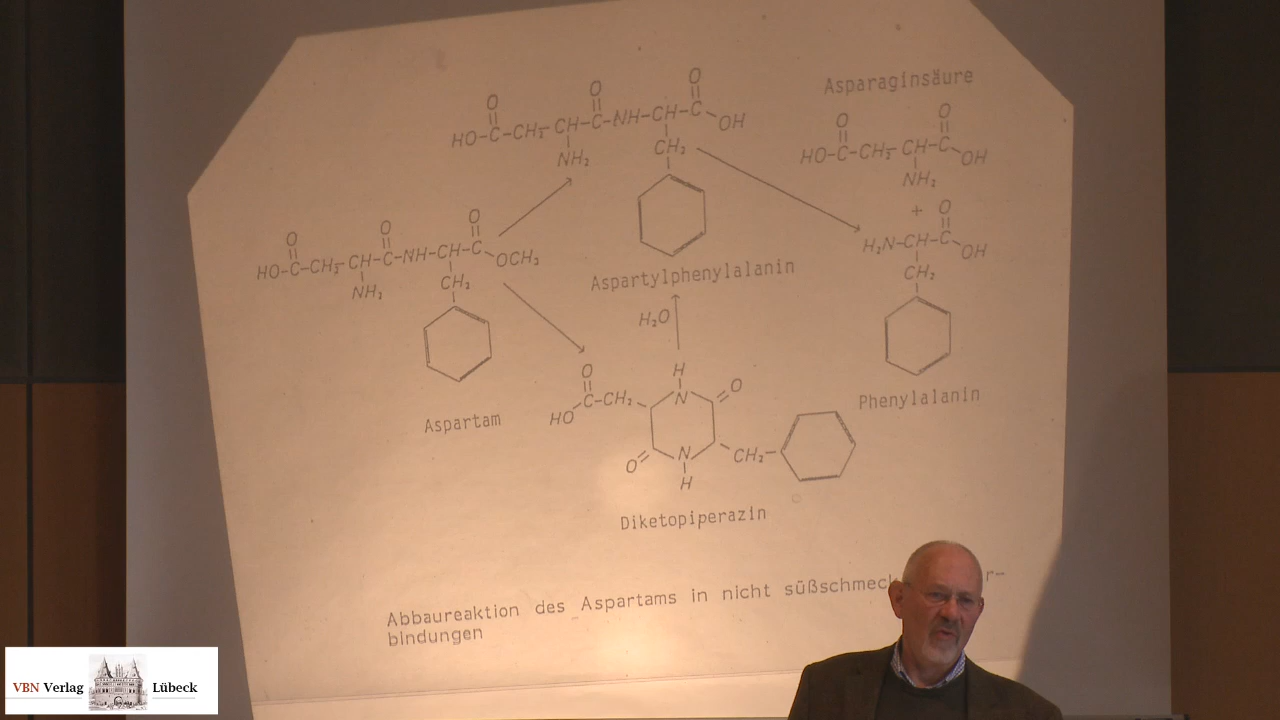 Asparaginsäure
O O
HO-C-CH₂-CH-C-NH-CH-C-OH
NH₂ CH₂
O O
HO-C-CH₂-CH-C-OH
NH₂
+
O
H₂N-CH-C-OH
CH₂
Phenylalanin
O O O
HO-C-CH₂-CH-C-NH-CH-C-OCH₃
NH₂ CH₂
Aspartam
Aspartylphenylalanin
H₂O
O
HO C-CH₂
H
N O
O N CH₂
H
Diketopiperazin
Abbaureaktion des Aspartams in nicht süßschmeck r-
bindungen
VBN Verlag Lübeck